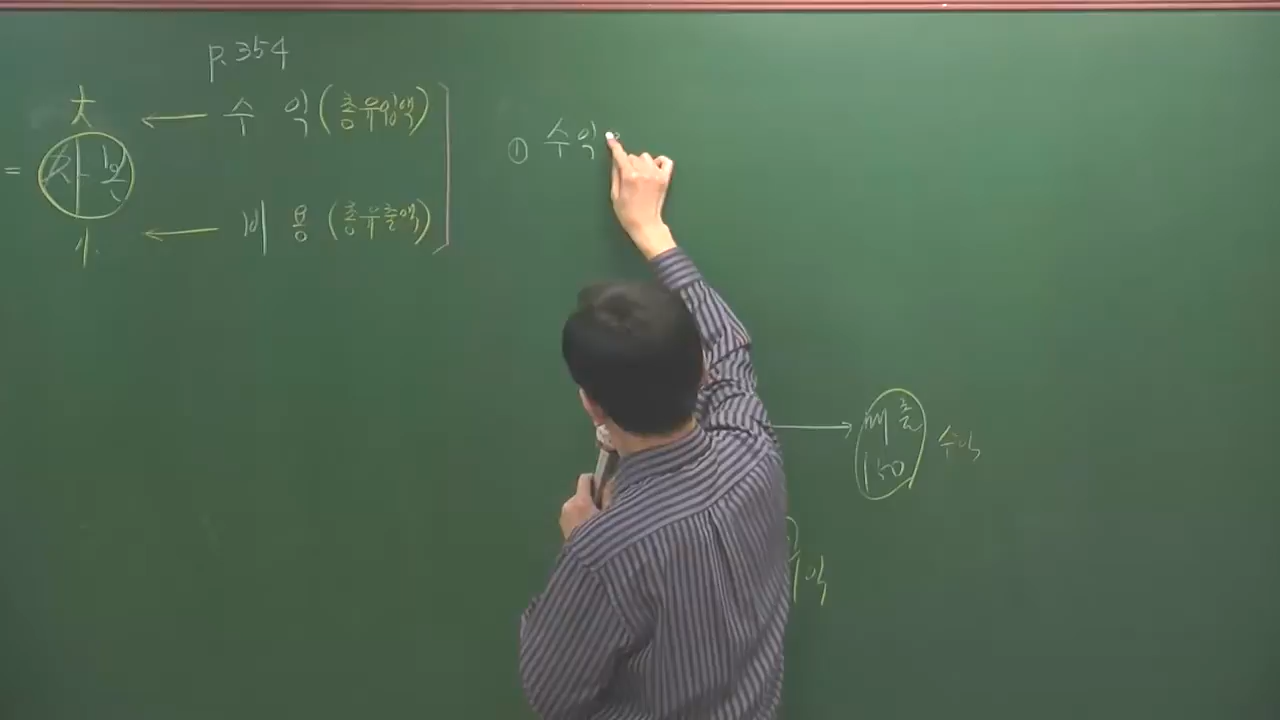 p.354
大 ← 수 익 (총유입액)
= 자 본
小 ← 비 용 (총유출액)
① 수익
→ 매출 수익
150
익